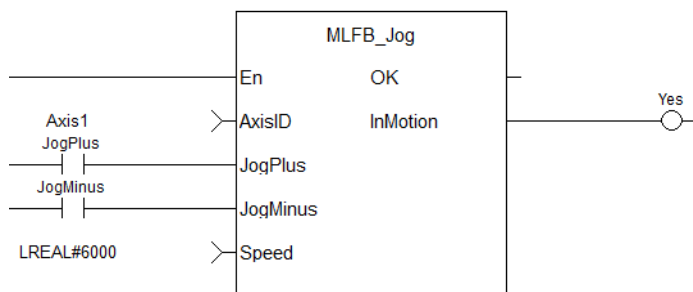 MLFB_Jog
En OK
Yes
Axis1 AxisID InMotion
JogPlus
JogPlus
JogMinus
JogMinus
LREAL#6000 Speed